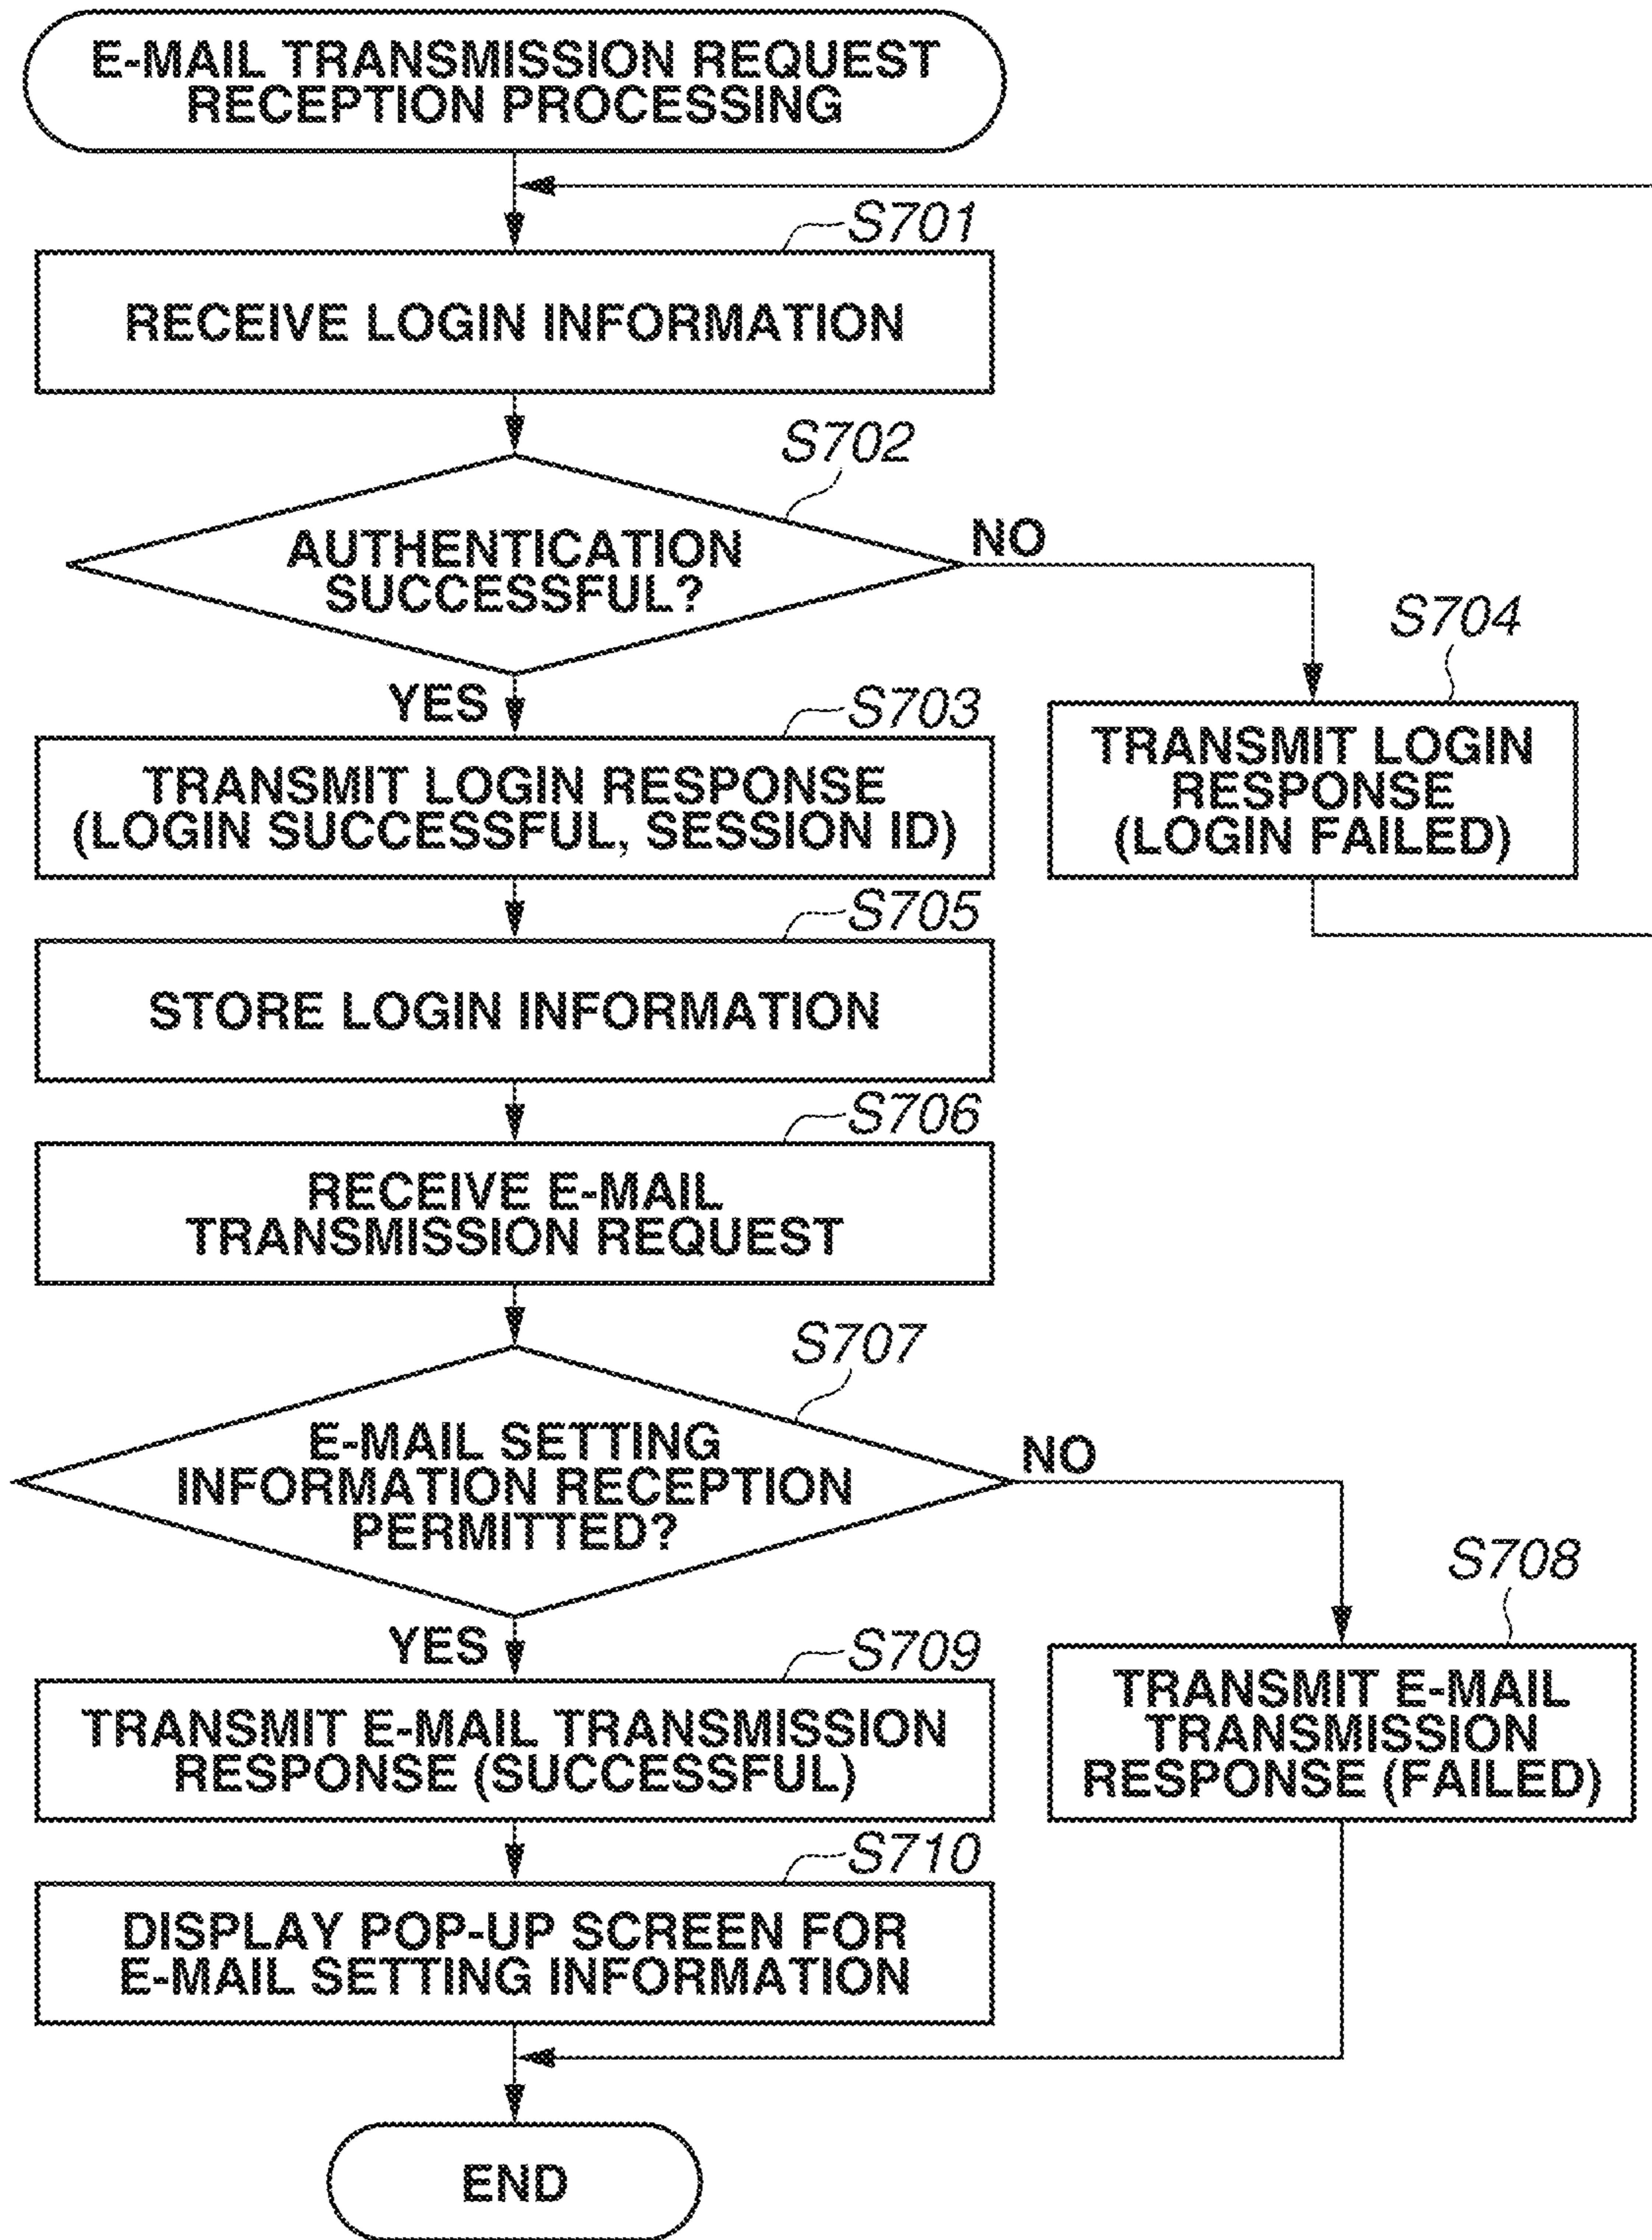 E-MAIL TRANSMISSION REQUEST
RECEPTION PROCESSING
S701
RECEIVE LOGIN INFORMATION
S702
AUTHENTICATION
SUCCESSFUL?
NO
YES
S704
TRANSMIT LOGIN
RESPONSE
(LOGIN FAILED)
S703
TRANSMIT LOGIN RESPONSE
(LOGIN SUCCESSFUL, SESSION ID)
S705
STORE LOGIN INFORMATION
S706
RECEIVE E-MAIL
TRANSMISSION REQUEST
S707
E-MAIL SETTING
INFORMATION RECEPTION
PERMITTED?
NO
YES
S708
TRANSMIT E-MAIL
TRANSMISSION
RESPONSE (FAILED)
S709
TRANSMIT E-MAIL TRANSMISSION
RESPONSE (SUCCESSFUL)
S710
DISPLAY POP-UP SCREEN FOR
E-MAIL SETTING INFORMATION
END